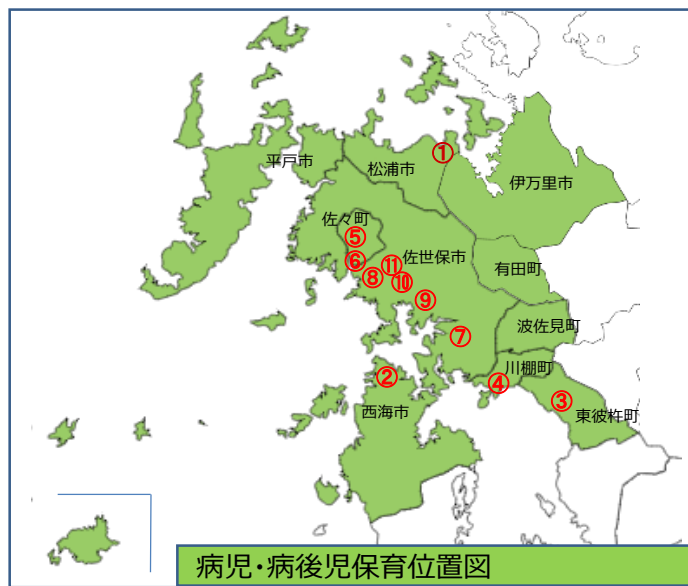 ①
平戸市
松浦市
伊万里市
佐々町
⑤
佐世保市
⑥
⑪
有田町
⑧
⑩
⑨
波佐見町
⑦
川棚町
②
④
③
西海市
東彼杵町
病児・病後児保育位置図